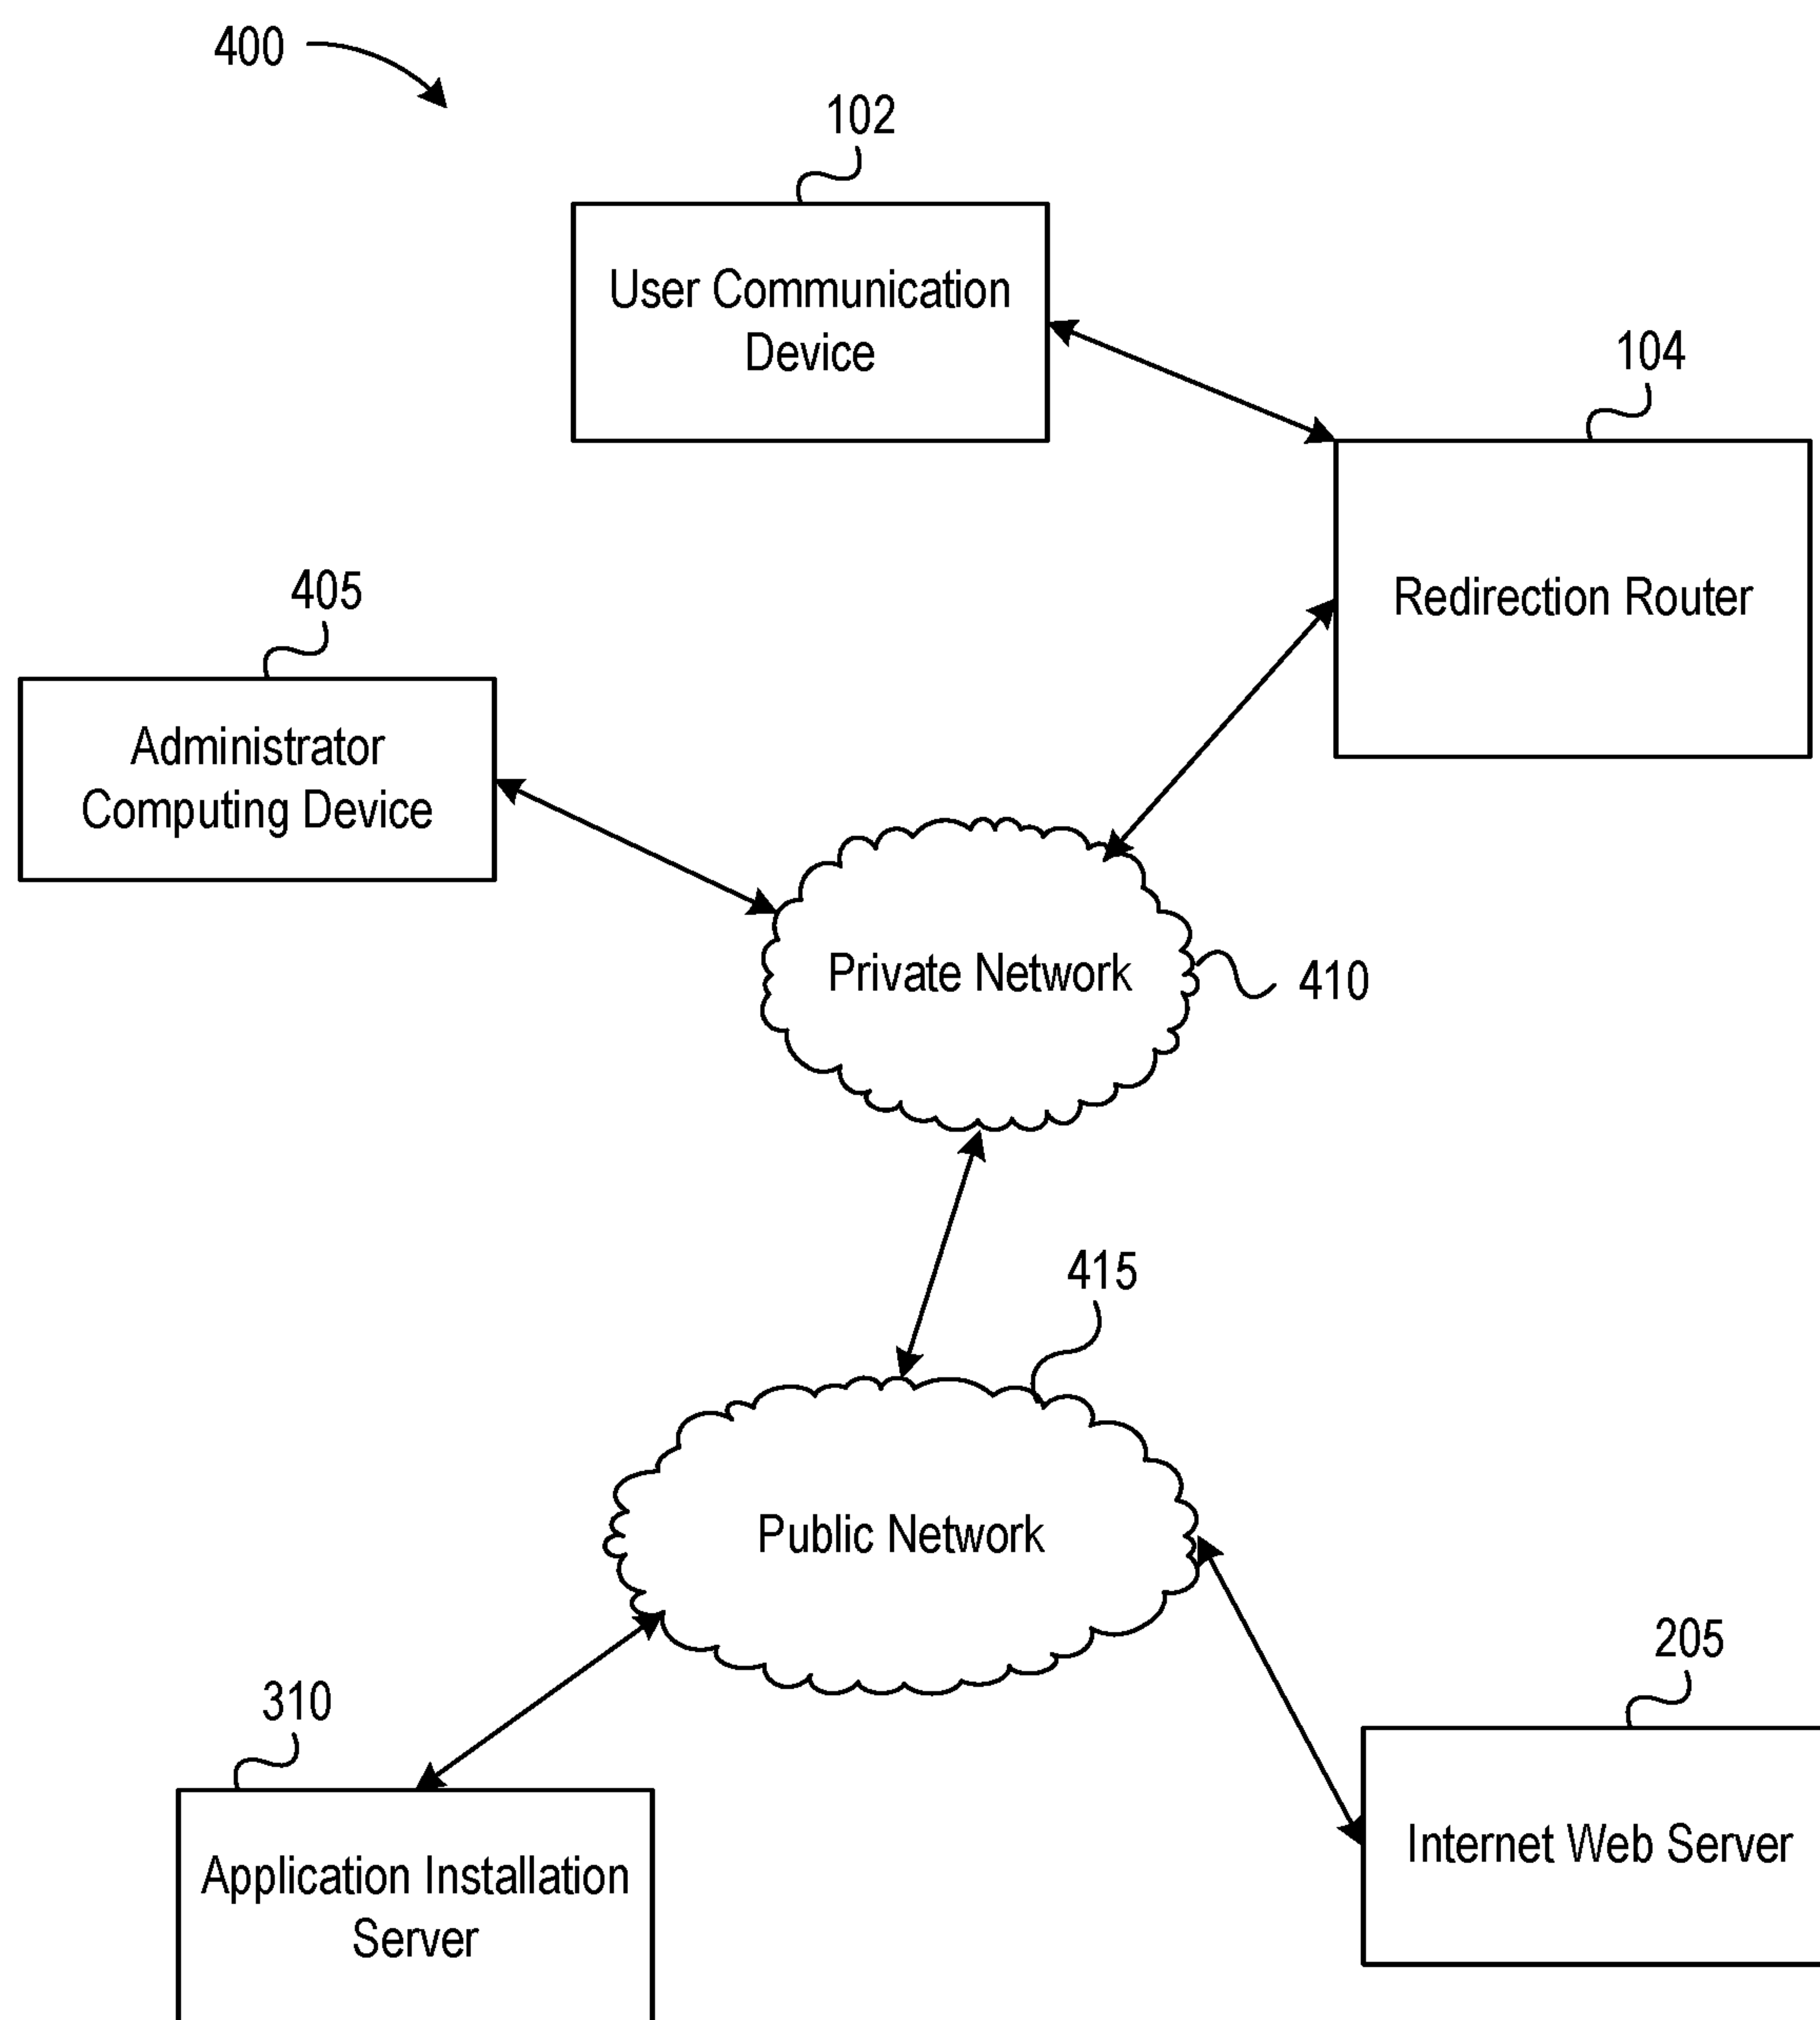 400
102
User Communication
Device
104
Redirection Router
405
Administrator
Computing Device
Private Network
410
415
Public Network
205
Internet Web Server
310
Application Installation
Server